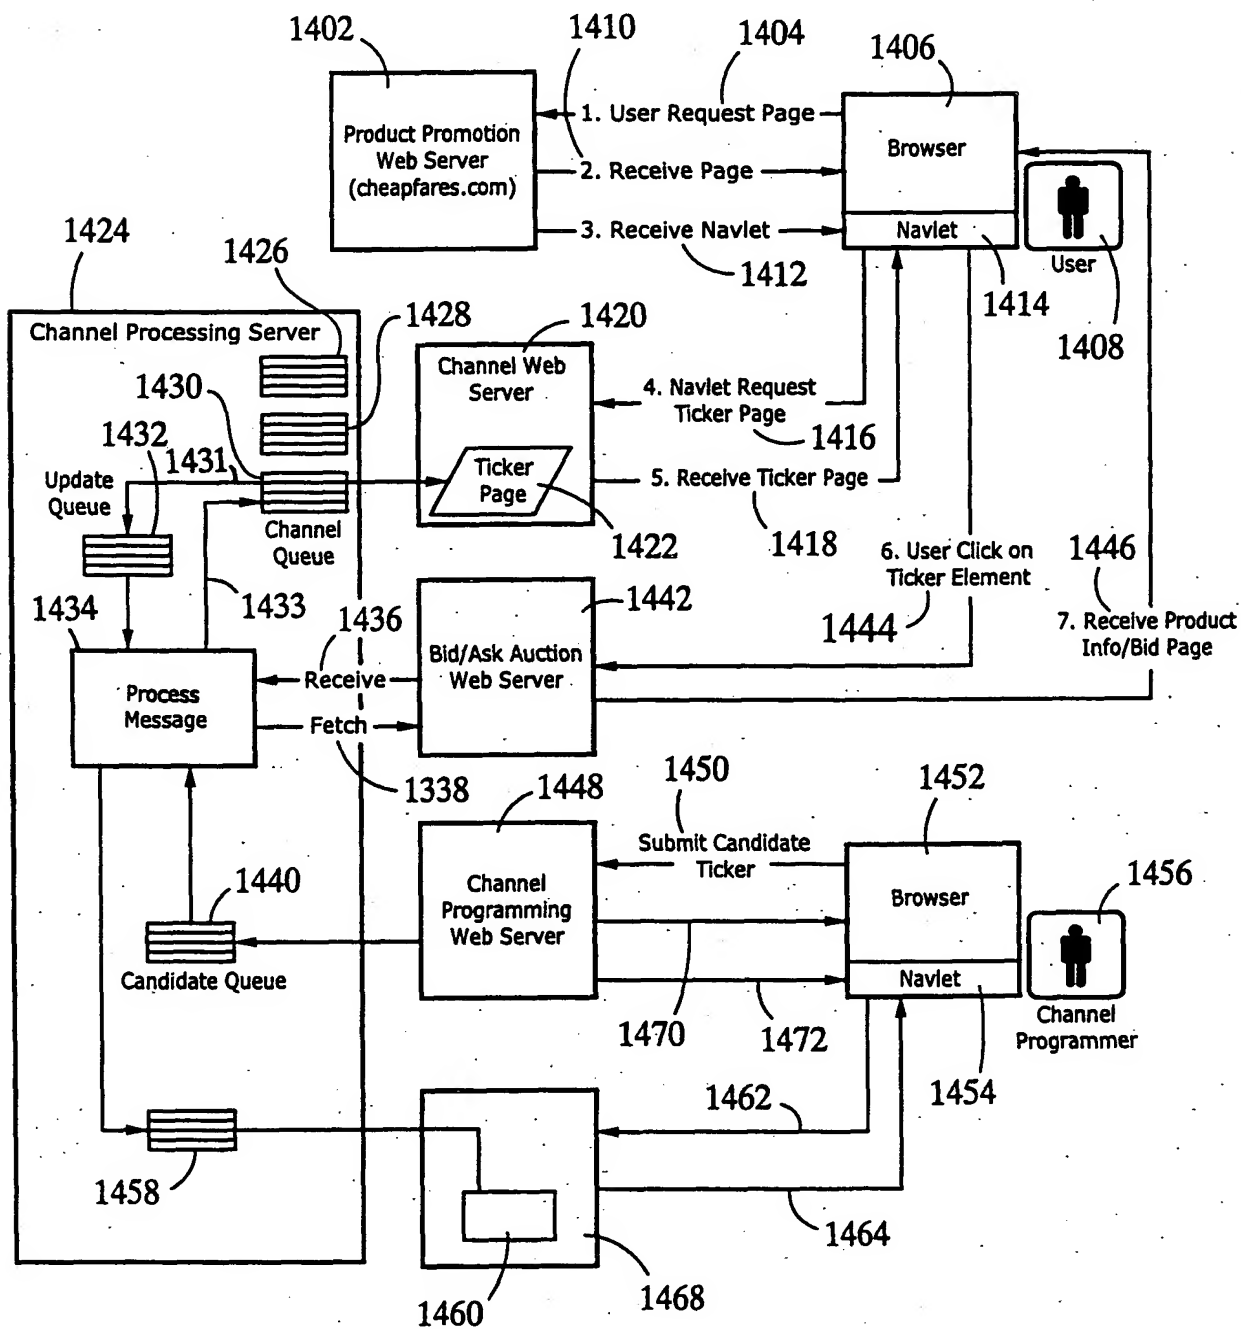 1402
1410
1404
1406
1. User Request Page
Product Promotion
Web Server
(cheapfares.com)
Browser
2. Receive Page
3. Receive Navlet
Navlet
User
1412
1414
1408
1424
1426
1428
1420
Channel Processing Server
Channel Web
Server
4. Navlet Request
Ticker Page
1416
1430
1432
1431
Update
Queue
Ticker
Page
5. Receive Ticker Page
Channel
Queue
1422
1418
6. User Click on
Ticker Element
1446
1433
1434
1436
1442
1444
7. Receive Product
Info/Bid Page
Bid/Ask Auction
Web Server
Receive
Process
Message
Fetch
1338
1448
1450
1452
Submit Candidate
Ticker
1440
Channel
Programming
Web Server
Browser
1456
Candidate Queue
Navlet
1470
1472
Channel
Programmer
1454
1462
1458
1464
1460
1468